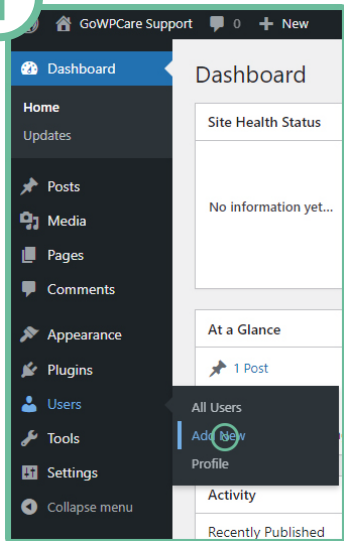 GoWPCare Support 0 + New
Dashboard
Home
Updates
Posts
Media
Pages
Comments
Appearance
Plugins
Users
Tools
Settings
Collapse menu
Dashboard
Site Health Status
No information yet...
At a Glance
1 Post
All Users
Add New
Profile
Activity
Recently Published